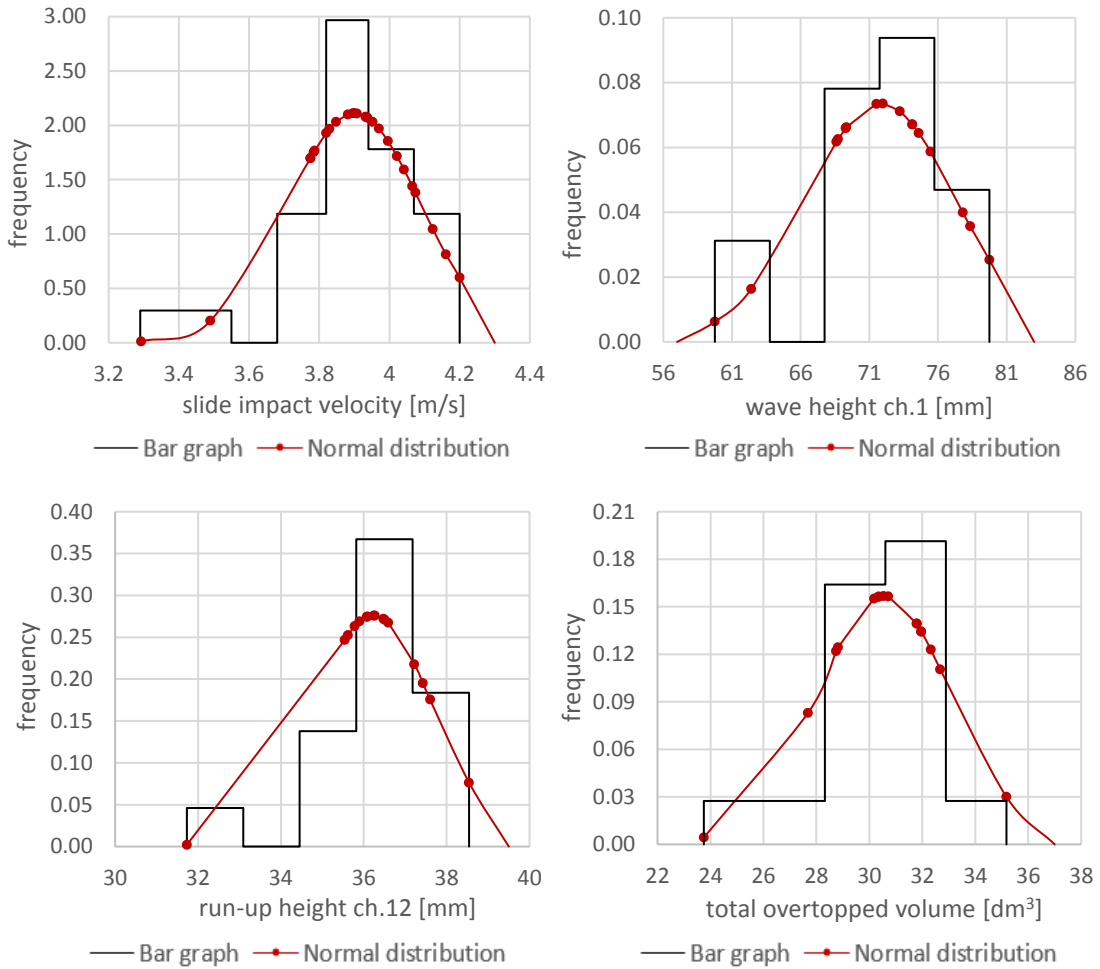 3.00
2.50
2.00
1.50
1.00
0.50
0.00
frequency
3.2 3.4 3.6 3.8 4 4.2 4.4
slide impact velocity [m/s]
Bar graph Normal distribution
0.10
0.08
0.06
0.04
0.02
0.00
frequency
56 61 66 71 76 81 86
wave height ch.1 [mm]
Bar graph Normal distribution
0.40
0.35
0.30
0.25
0.20
0.15
0.10
0.05
0.00
frequency
30 32 34 36 38 40
run-up height ch.12 [mm]
Bar graph Normal distribution
0.21
0.18
0.15
0.12
0.09
0.06
0.03
0.00
frequency
22 24 26 28 30 32 34 36 38
total overtopped volume [dm³]
Bar graph Normal distribution